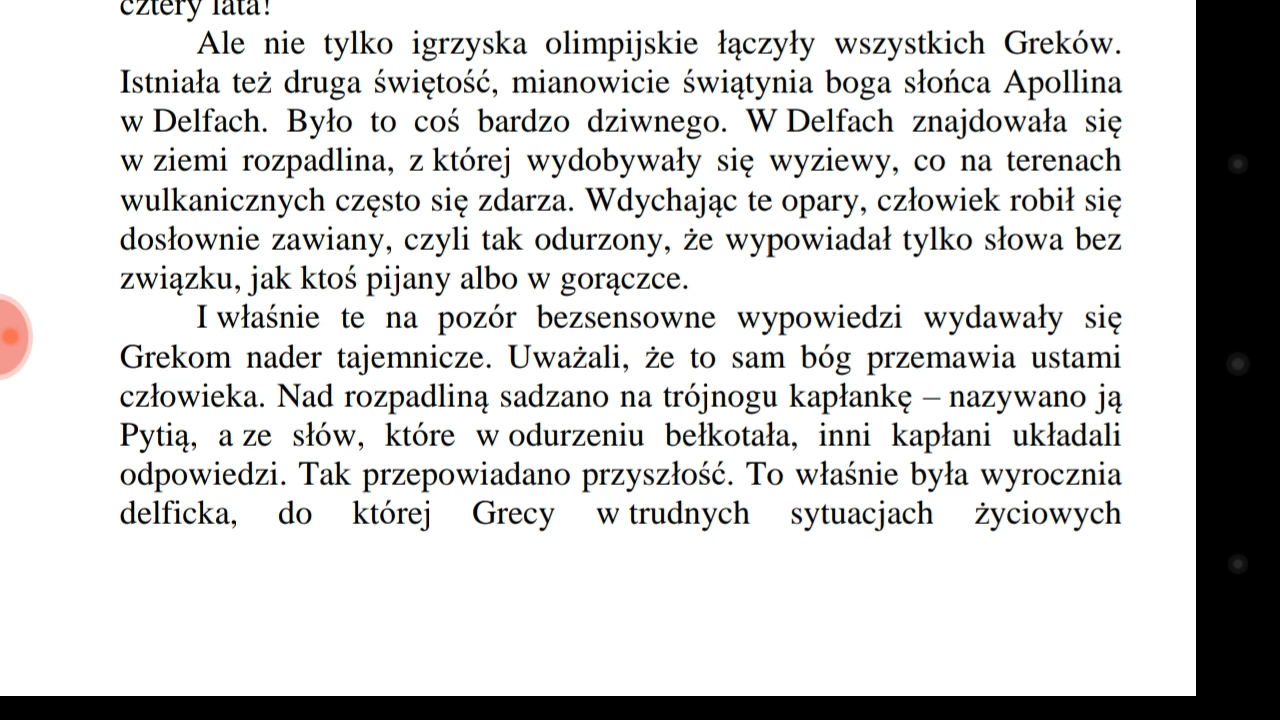 cztery lata!
Ale nie tylko igrzyska olimpijskie łączyły wszystkich Greków.
Istniała też druga świętość, mianowicie świątynia boga słońca Apollina
w Delfach. Było to coś bardzo dziwnego. W Delfach znajdowała się
w ziemi rozpadlina, z której wydobywały się wyziewy, co na terenach
wulkanicznych często się zdarza. Wdychając te opary, człowiek robił się
dosłownie zawiany, czyli tak odurzony, że wypowiadał tylko słowa bez
związku, jak ktoś pijany albo w gorączce.
I właśnie te na pozór bezsensowne wypowiedzi wydawały się
Grekom nader tajemnicze. Uważali, że to sam bóg przemawia ustami
człowieka. Nad rozpadliną sadzano na trójnogu kapłankę – nazywano ją
Pytią, a ze słów, które w odurzeniu bełkotała, inni kapłani układali
odpowiedzi. Tak przepowiadano przyszłość. To właśnie była wyrocznia
delficka, do której Grecy w trudnych sytuacjach życiowych